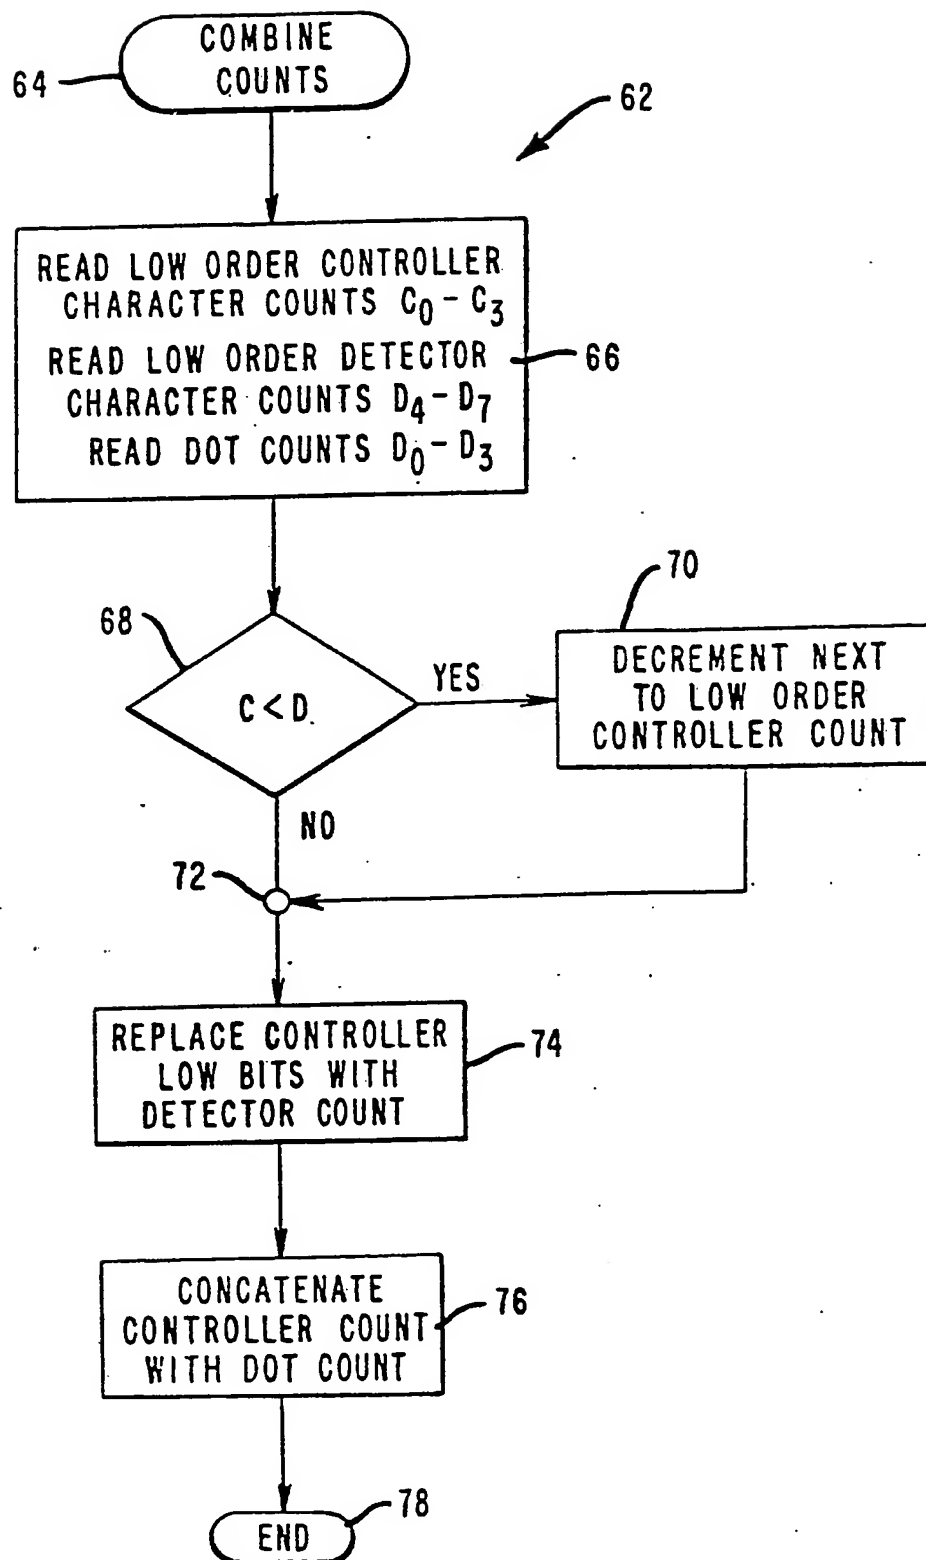 COMBINE
COUNTS
64
62
READ LOW ORDER CONTROLLER
CHARACTER COUNTS C₀ – C₃
READ LOW ORDER DETECTOR
CHARACTER COUNTS D₄ – D₇
READ DOT COUNTS D₀ – D₃
66
68
C < D
YES
70
DECREMENT NEXT
TO LOW ORDER
CONTROLLER COUNT
NO
72
REPLACE CONTROLLER
LOW BITS WITH
DETECTOR COUNT
74
CONCATENATE
CONTROLLER COUNT
WITH DOT COUNT
76
END
78